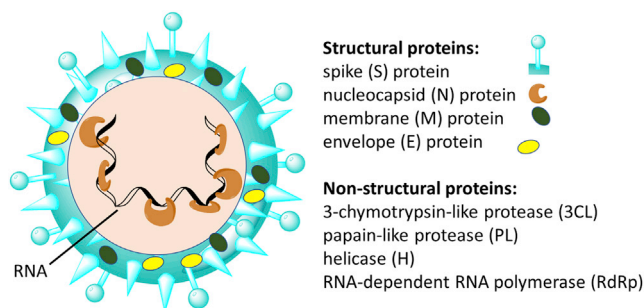 Structural proteins:
spike (S) protein
nucleocapsid (N) protein
membrane (M) protein
envelope (E) protein
Non-structural proteins:
3-chymotrypsin-like protease (3CL)
papain-like protease (PL)
helicase (H)
RNA-dependent RNA polymerase (RdRp)
RNA